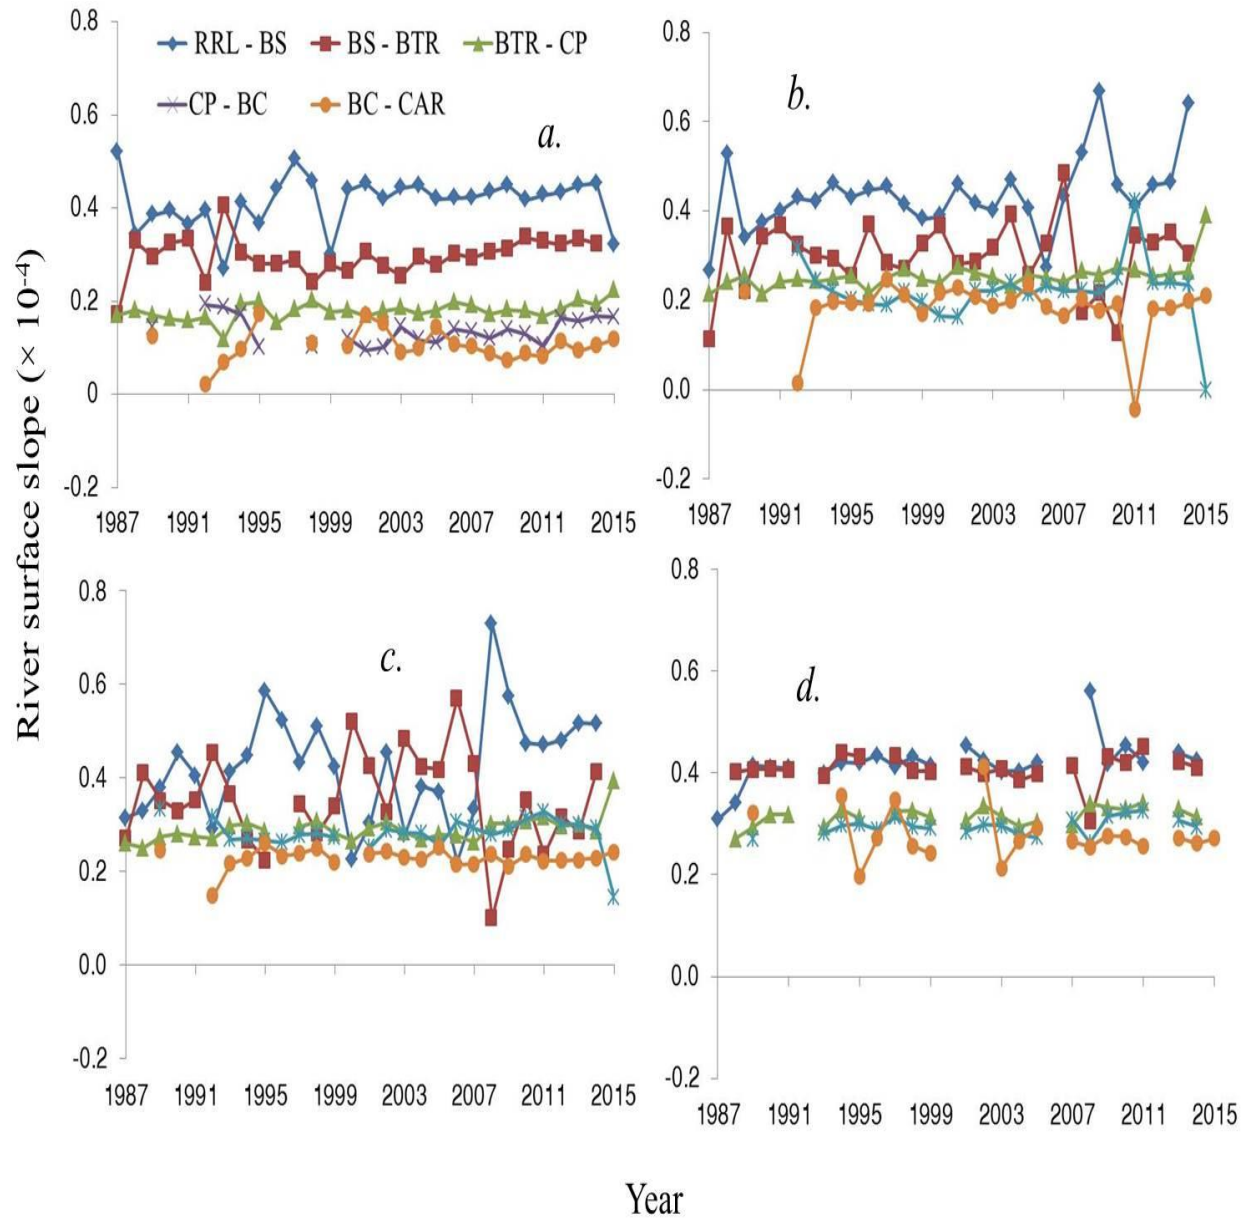 River surface slope (× 10⁻⁴)
0.8
0.6
0.4
0.2
0
-0.2
RRL - BS
BS - BTR
BTR - CP
CP - BC
BC - CAR
a.
1987 1991 1995 1999 2003 2007 2011 2015
0.8
0.6
0.4
0.2
0.0
-0.2
b.
1987 1991 1995 1999 2003 2007 2011 2015
0.8
0.6
0.4
0.2
0.0
-0.2
c.
1987 1991 1995 1999 2003 2007 2011 2015
0.8
0.6
0.4
0.2
0.0
-0.2
d.
1987 1991 1995 1999 2003 2007 2011 2015
Year